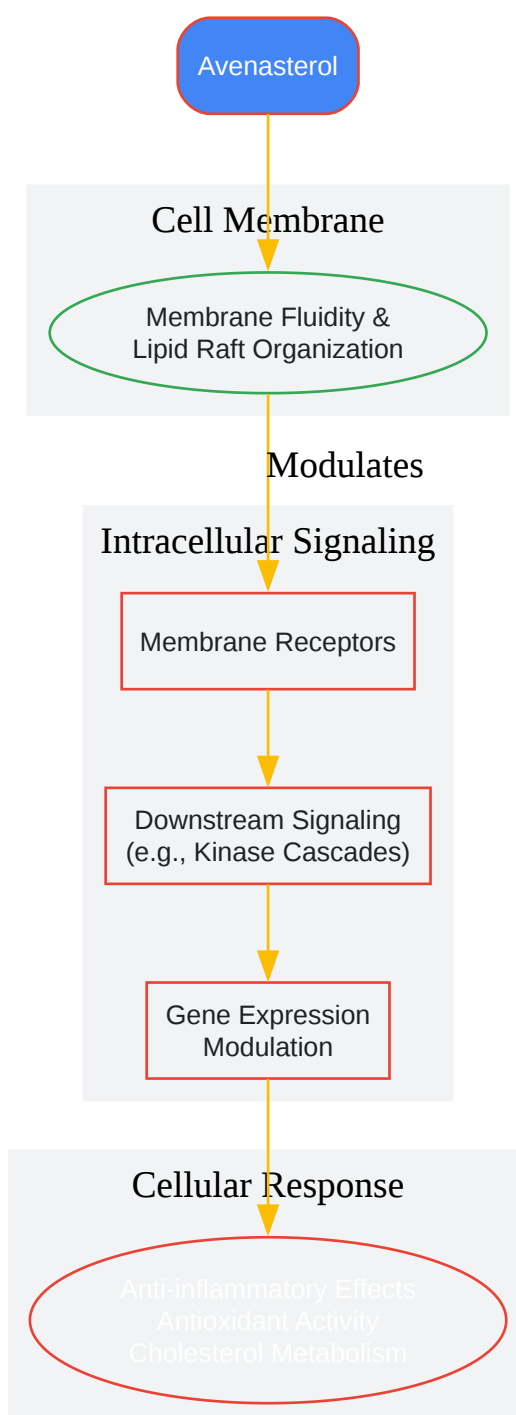 Avenasterol
Cell Membrane
Membrane Fluidity &
Lipid Raft Organization
Modulates
Intracellular Signaling
Membrane Receptors
Downstream Signaling
(e.g., Kinase Cascades)
Gene Expression
Modulation
Cellular Response
Anti-inflammatory Effects
Antioxidant Activity
Cholesterol Metabolism